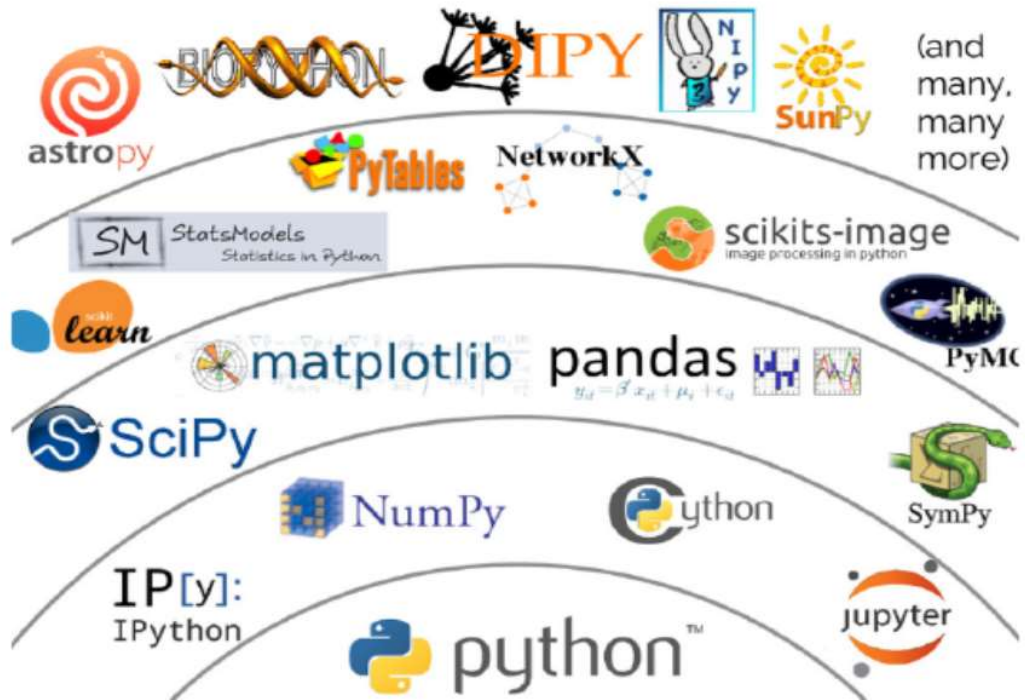 BIOPYTHON
DIPY
NIPY
SunPy
(and
many,
many
more)
astropy
PyTables
NetworkX
SM StatsModels
Statistics in Python
scikits-image
image processing in python
scikit
learn
matplotlib
pandas
PyMC
SciPy
NumPy
Cython
SymPy
IP[y]:
IPython
jupyter
python™